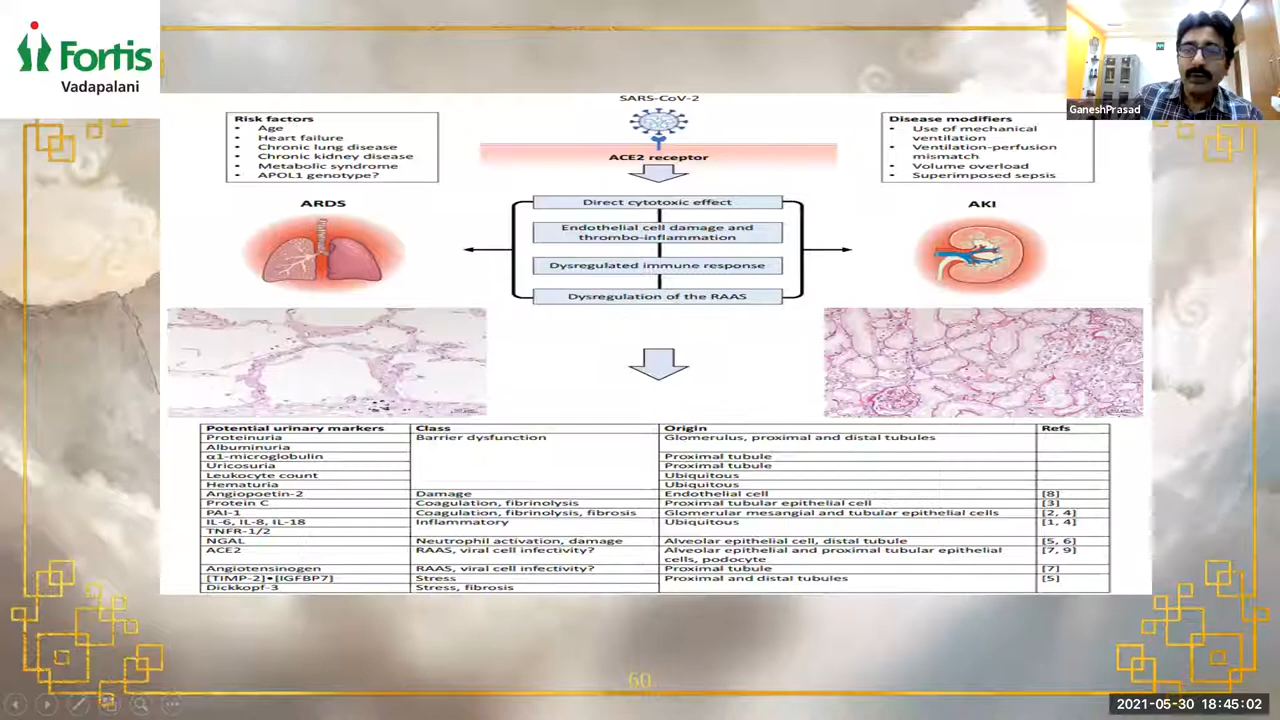 Fortis
Vadapalani
GaneshPrasad
SARS-CoV-2
ACE2 receptor
Risk factors
• Age
• Heart failure
• Chronic lung disease
• Chronic kidney disease
• Metabolic syndrome
• APOL1 genotype?
Disease modifiers
• Use of mechanical
ventilation
• Ventilation-perfusion
mismatch
• Volume overload
• Superimposed sepsis
ARDS
Direct cytotoxic effect
Endothelial cell damage and
thrombo-inflammation
Dysregulated immune response
Dysregulation of the RAAS
AKI
Potential urinary markers Class Origin Refs
Proteinuria Barrier dysfunction Glomerulus, proximal and distal tubules
Albuminuria
α1-microglobulin Proximal tubule
Uricosuria Proximal tubule
Leukocyte count Ubiquitous
Hematuria Ubiquitous
Angiopoetin-2 Damage Endothelial cell [8]
Protein C Coagulation, fibrinolysis Proximal tubular epithelial cell [3]
PAI-1 Coagulation, fibrinolysis, fibrosis Glomerular mesangial and tubular epithelial cells [2, 4]
IL-6, IL-8, IL-18 Inflammatory Ubiquitous [1, 4]
TNFR-1/2
NGAL Neutrophil activation, damage Alveolar epithelial cell, distal tubule [5, 6]
ACE2 RAAS, viral cell infectivity? Alveolar epithelial and proximal tubular epithelial [7, 9]
cells, podocyte
Angiotensinogen RAAS, viral cell infectivity? Proximal tubule [7]
[TIMP-2]•[IGFBP7] Stress Proximal and distal tubules [5]
Dickkopf-3 Stress, fibrosis
60
2021-05-30 18:45:02